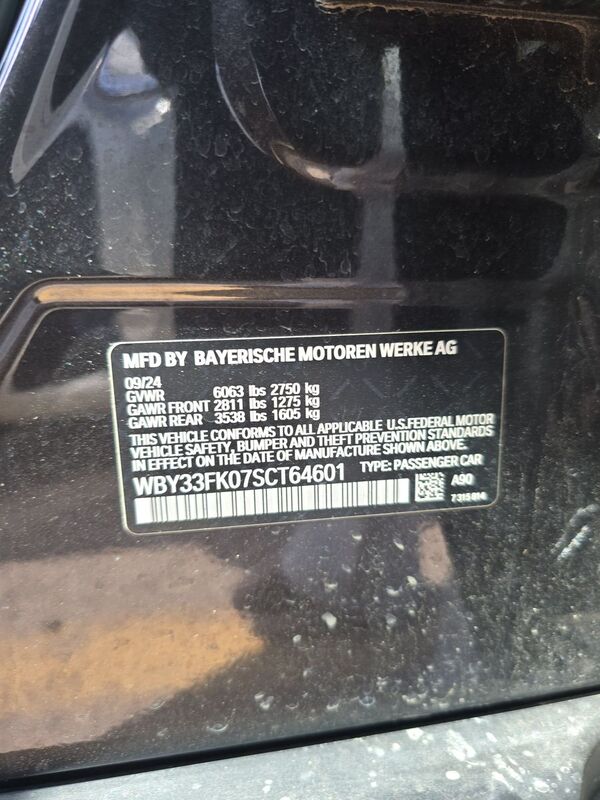 MFD BY BAYERISCHE MOTOREN WERKE AG
09/24
GVWR 6063 lbs 2750 kg
GAWR FRONT 2811 lbs 1275 kg
GAWR REAR 3538 lbs 1605 kg
THIS VEHICLE CONFORMS TO ALL APPLICABLE U.S.FEDERAL MOTOR
VEHICLE SAFETY, BUMPER AND THEFT PREVENTION STANDARDS
IN EFFECT ON THE DATE OF MANUFACTURE SHOWN ABOVE
WBY33FK07SCT64601 TYPE: PASSENGER CAR
A90
7315014